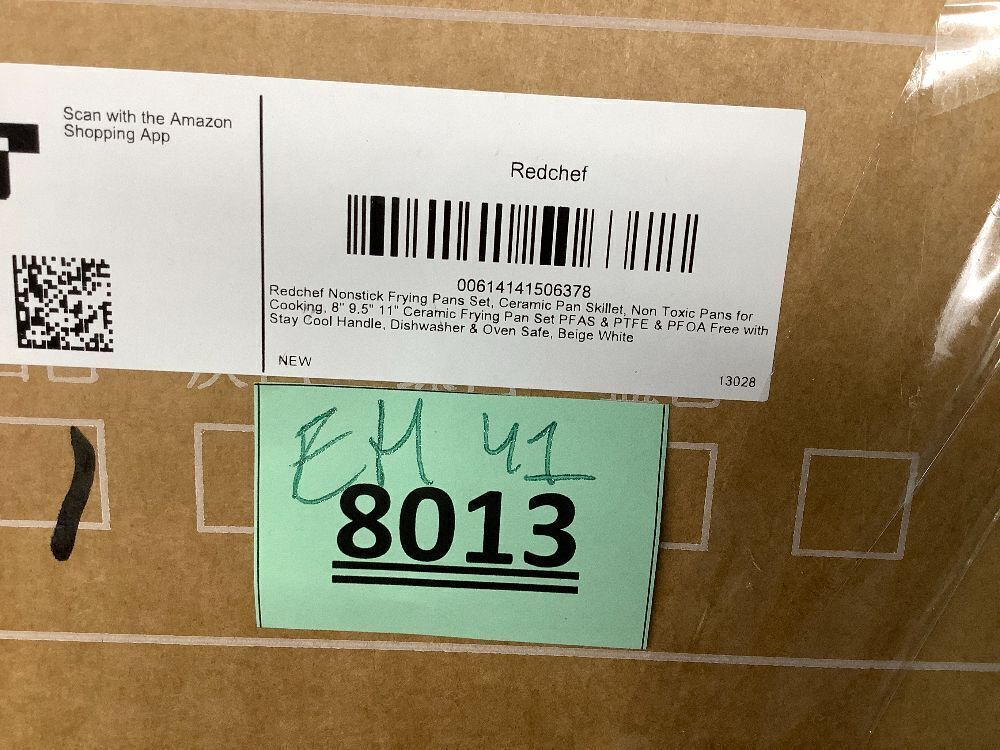 Scan with the Amazon
Shopping App
Redchef
00614141506378
Redchef Nonstick Frying Pans Set, Ceramic Pan Skillet, Non Toxic Pans for
Cooking, 8" 9.5" 11" Ceramic Frying Pan Set PFAS & PTFE & PFOA Free with
Stay Cool Handle, Dishwasher & Oven Safe, Beige White
NEW
13028
EH 41
8013